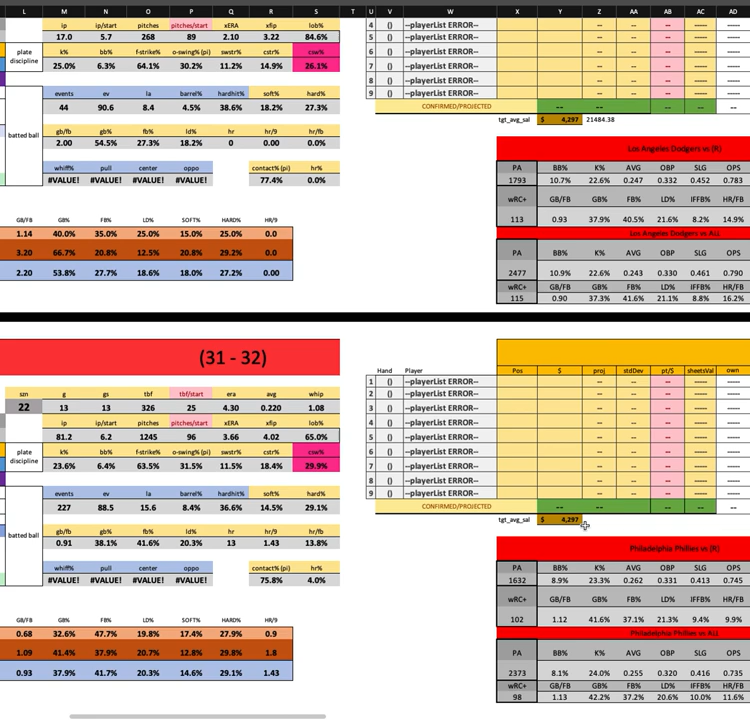 L M N O P Q R S T U V W X Y Z AA AB AC AD
ip ip/start pitches pitches/start xERA xfip lob%
17.0 5.7 268 89 2.10 3.22 84.6%
plate discipline
k% bb% f-strike% o-swing% (pi) swstr% cstr% csw%
25.0% 6.3% 64.1% 30.2% 11.2% 14.9% 26.1%
batted ball
events ev la barrel% hardhit% soft% hard%
44 90.6 8.4 4.5% 38.6% 18.2% 27.3%
gb/fb gb% fb% ld% hr hr/9 hr/fb
2.00 54.5% 27.3% 18.2% 0 0.00 0.0%
whiff% pull center oppo contact% (pi) hr%
#VALUE! #VALUE! #VALUE! #VALUE! 77.4% 0.0%
GB/FB GB% FB% LD% SOFT% HARD% HR/9
1.14 40.0% 35.0% 25.0% 15.0% 25.0% 0.0
3.20 66.7% 20.8% 12.5% 20.8% 29.2% 0.0
2.20 53.8% 27.7% 18.6% 18.0% 27.2% 0.00
4 () --playerList ERROR-- -- -- -- -----
5 () --playerList ERROR-- -- -- -- -----
6 () --playerList ERROR-- -- -- -- -----
7 () --playerList ERROR-- -- -- -- -----
8 () --playerList ERROR-- -- -- -- -----
9 () --playerList ERROR-- -- -- -- -----
CONFIRMED/PROJECTED -- -- -- --- --
tgt_avg_sal $ 4,297 21484.38
Los Angeles Dodgers vs (R)
PA BB% K% AVG OBP SLG OPS
1793 10.7% 22.6% 0.247 0.332 0.452 0.783
wRC+ GB/FB GB% FB% LD% IFFB% HR/FB
113 0.93 37.9% 40.5% 21.6% 8.2% 14.9%
Los Angeles Dodgers vs ALL
PA BB% K% AVG OBP SLG OPS
2477 10.9% 22.6% 0.243 0.330 0.461 0.790
wRC+ GB/FB GB% FB% LD% IFFB% HR/FB
115 0.90 37.3% 41.6% 21.1% 8.8% 16.2%
(31 - 32)
szn g gs tbf tbf/start era avg whip
22 13 13 326 25 4.30 0.220 1.08
ip ip/start pitches pitches/start xERA xfip lob%
81.2 6.2 1245 96 3.66 4.02 65.0%
plate discipline
k% bb% f-strike% o-swing% (pi) swstr% cstr% csw%
23.6% 6.4% 63.5% 31.5% 11.5% 18.4% 29.9%
batted ball
events ev la barrel% hardhit% soft% hard%
227 88.5 15.6 8.4% 36.6% 14.5% 29.1%
gb/fb gb% fb% ld% hr hr/9 hr/fb
0.91 38.1% 41.6% 20.3% 13 1.43 13.8%
whiff% pull center oppo contact% (pi) hr%
#VALUE! #VALUE! #VALUE! #VALUE! 75.8% 4.0%
GB/FB GB% FB% LD% SOFT% HARD% HR/9
0.68 32.6% 47.7% 19.8% 17.4% 27.9% 0.9
1.09 41.4% 37.9% 20.7% 12.8% 29.8% 1.8
0.93 37.9% 41.7% 20.3% 14.6% 29.1% 1.43
Hand Player Pos $ proj stdDev pt/$ sheetsVal own
1 () --playerList ERROR-- -- -- -- ----- -----
2 () --playerList ERROR-- -- -- -- ----- -----
3 () --playerList ERROR-- -- -- -- ----- -----
4 () --playerList ERROR-- -- -- -- ----- -----
5 () --playerList ERROR-- -- -- -- ----- -----
6 () --playerList ERROR-- -- -- -- ----- -----
7 () --playerList ERROR-- -- -- -- ----- -----
8 () --playerList ERROR-- -- -- -- ----- -----
9 () --playerList ERROR-- -- -- -- ----- -----
CONFIRMED/PROJECTED -- -- -- --- --
tgt_avg_sal $ 4,297
Philadelphia Phillies vs (R)
PA BB% K% AVG OBP SLG OPS
1632 8.9% 23.3% 0.262 0.331 0.413 0.745
wRC+ GB/FB GB% FB% LD% IFFB% HR/FB
102 1.12 41.6% 37.1% 21.3% 9.4% 9.9%
Philadelphia Phillies vs ALL
PA BB% K% AVG OBP SLG OPS
2373 8.1% 24.0% 0.255 0.320 0.416 0.735
wRC+ GB/FB GB% FB% LD% IFFB% HR/FB
98 1.13 42.2% 37.2% 20.6% 10.0% 11.6%